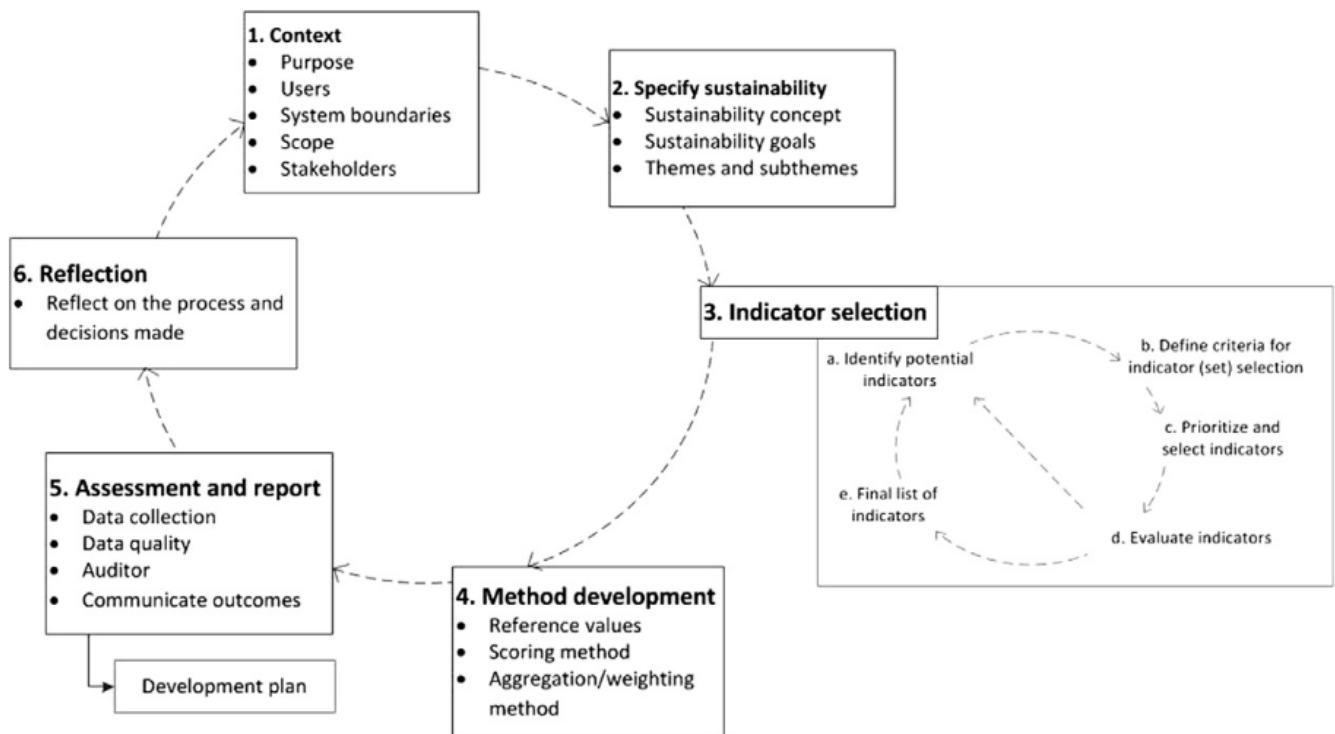 1. Context
• Purpose
• Users
• System boundaries
• Scope
• Stakeholders
2. Specify sustainability
• Sustainability concept
• Sustainability goals
• Themes and subthemes
3. Indicator selection
a. Identify potential
indicators
b. Define criteria for
indicator (set) selection
c. Prioritize and
select indicators
d. Evaluate indicators
e. Final list of
indicators
4. Method development
• Reference values
• Scoring method
• Aggregation/weighting
method
5. Assessment and report
• Data collection
• Data quality
• Auditor
• Communicate outcomes
Development plan
6. Reflection
• Reflect on the process and
decisions made